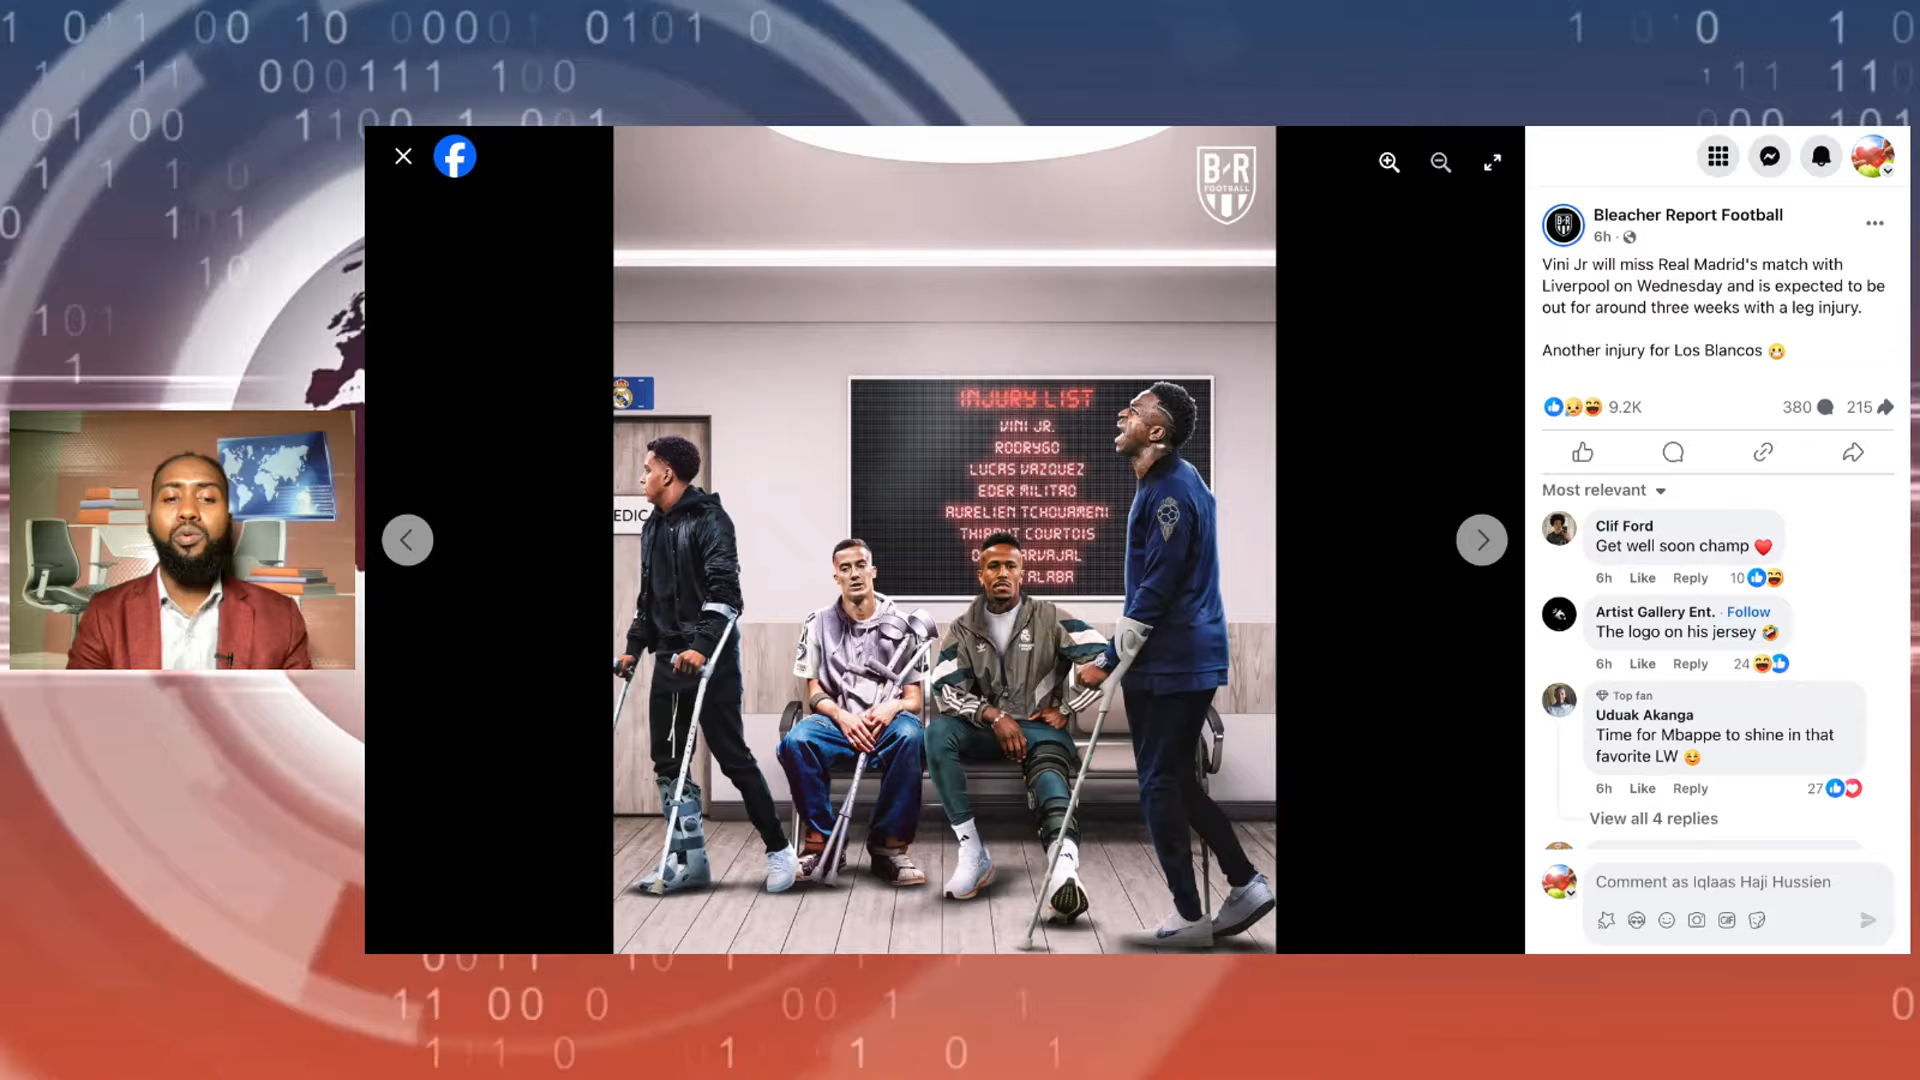 B/R
FOOTBALL
INJURY LIST
VINI JR.
RODRYGO
LUCAS VAZQUEZ
EDER MILITAO
AURELIEN TCHOUAMENI
COURTOIS
ALABA
Bleacher Report Football
6h ·
Vini Jr will miss Real Madrid's match with
Liverpool on Wednesday and is expected to be
out for around three weeks with a leg injury.
Another injury for Los Blancos 😬
9.2K 380 215
Most relevant
Clif Ford
Get well soon champ ❤️
6h Like Reply 10
Artist Gallery Ent. · Follow
The logo on his jersey 🤣
6h Like Reply 24
Top fan
Uduak Akanga
Time for Mbappe to shine in that
favorite LW ☺️
6h Like Reply 27
View all 4 replies
Comment as Iqlaas Haji Hussien
GIF